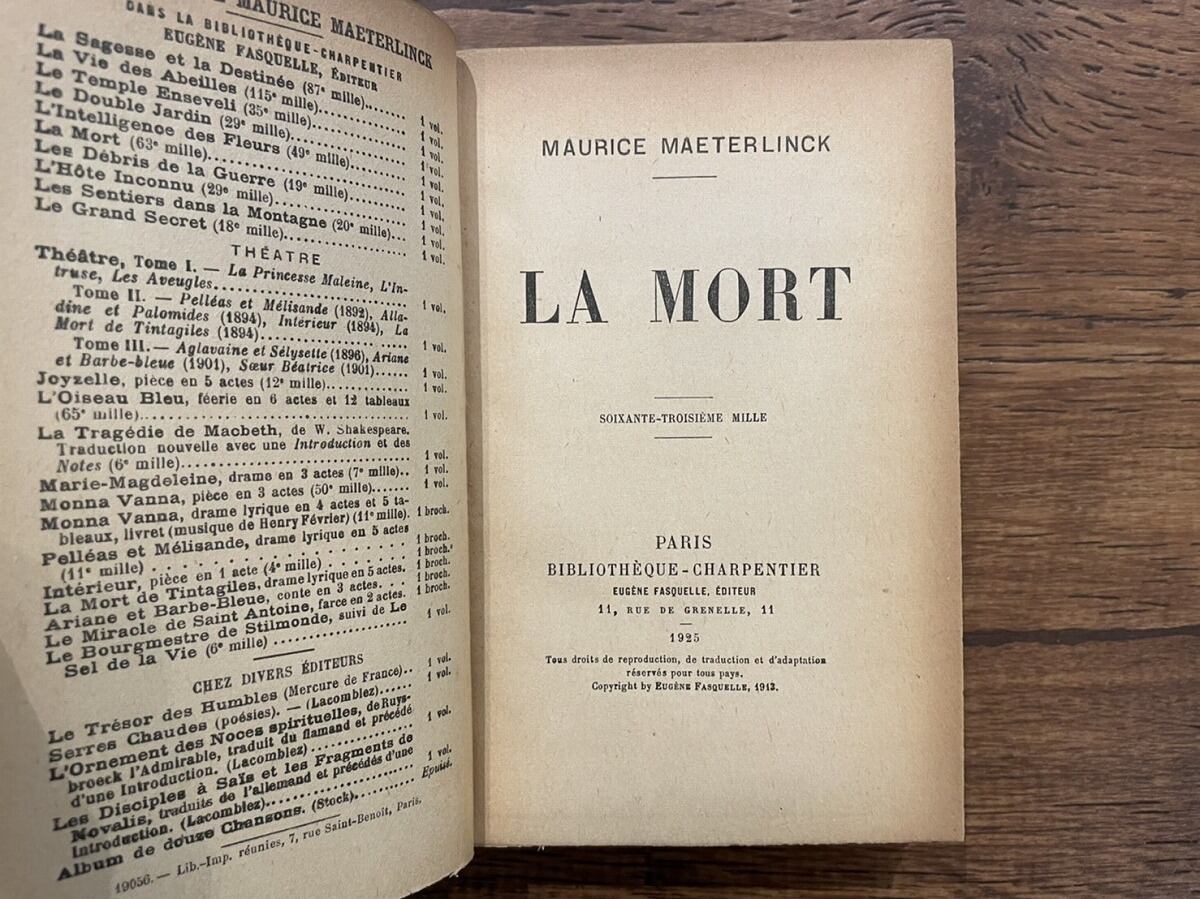 MAURICE MAETERLINCK
DANS LA BIBLIOTHÈQUE-CHARPENTIER
EUGÈNE FASQUELLE, ÉDITEUR
La Sagesse et la Destinée (87e mille)...... 1 vol.
La Vie des Abeilles (115e mille)........... 1 vol.
Le Temple Enseveli (35e mille)............. 1 vol.
Le Double Jardin (29e mille)............... 1 vol.
L'Intelligence des Fleurs (49e mille)...... 1 vol.
La Mort (63e mille)........................ 1 vol.
Les Débris de la Guerre (19e mille)........ 1 vol.
L'Hôte Inconnu (29e mille)................. 1 vol.
Les Sentiers dans la Montagne (20e mille)... 1 vol.
Le Grand Secret (18e mille)................ 1 vol.
THÉATRE
Théâtre, Tome I. — La Princesse Maleine, L'In-
truse, Les Aveugles........................ 1 vol.
Tome II. — Pelléas et Mélisande (1892), Alla-
dine et Palomides (1894), Intérieur (1894), La
Mort de Tintagiles (1894).................. 1 vol.
Tome III. — Aglavaine et Sélysette (1896), Ariane
et Barbe-bleue (1901), Sœur Béatrice (1901)...... 1 vol.
Joyzelle, pièce en 5 actes (12e mille)........... 1 vol.
L'Oiseau Bleu, féerie en 6 actes et 12 tableaux
(65e mille)................................ 1 vol.
La Tragédie de Macbeth, de W. Shakespeare.
Traduction nouvelle avec une Introduction et des
Notes (6e mille)........................... 1 vol.
Marie-Magdeleine, drame en 3 actes (7e mille).. 1 vol.
Monna Vanna, pièce en 3 actes (50e mille)....... 1 vol.
Monna Vanna, drame lyrique en 4 actes et 5 ta-
bleaux, livret (musique de Henry Février) (11e mille). 1 broch.
Pelléas et Mélisande, drame lyrique en 5 actes
(11e mille) . . . . . . . . . . . . . . . 1 broch.
Intérieur, pièce en 1 acte (4e mille) . . . . . . 1 broch.
La Mort de Tintagiles, drame lyrique en 5 actes. 1 broch.
Ariane et Barbe-Bleue, conte en 3 actes. . . . 1 broch.
Le Miracle de Saint Antoine, farce en 2 actes. 1 broch.
Le Bourgmestre de Stilmonde, suivi de Le
Sel de la Vie (6e mille) .................. 1 vol.
CHEZ DIVERS ÉDITEURS
Le Trésor des Humbles (Mercure de France).. 1 vol.
Serres Chaudes (poésies). — (Lacomblez)...... 1 vol.
L'Ornement des Noces spirituelles, de Ruys-
broeck l'Admirable, traduit du flamand et précédé
d'une Introduction. (Lacomblez) ........... 1 vol.
Les Disciples à Saïs et les Fragments de
Novalis, traduits de l'allemand et précédés d'une
Introduction. (Lacomblez).................. 1 vol.
Album de douze Chansons. (Stock)........... Epuisé.
19056. — Lib.-Imp. réunies, 7, rue Saint-Benoit, Paris.
MAURICE MAETERLINCK
LA MORT
SOIXANTE-TROISIÈME MILLE
PARIS
BIBLIOTHÈQUE-CHARPENTIER
EUGÈNE FASQUELLE, ÉDITEUR
11, RUE DE GRENELLE, 11
1925
Tous droits de reproduction, de traduction et d'adaptation
réservés pour tous pays.
Copyright by EUGÈNE FASQUELLE, 1913.